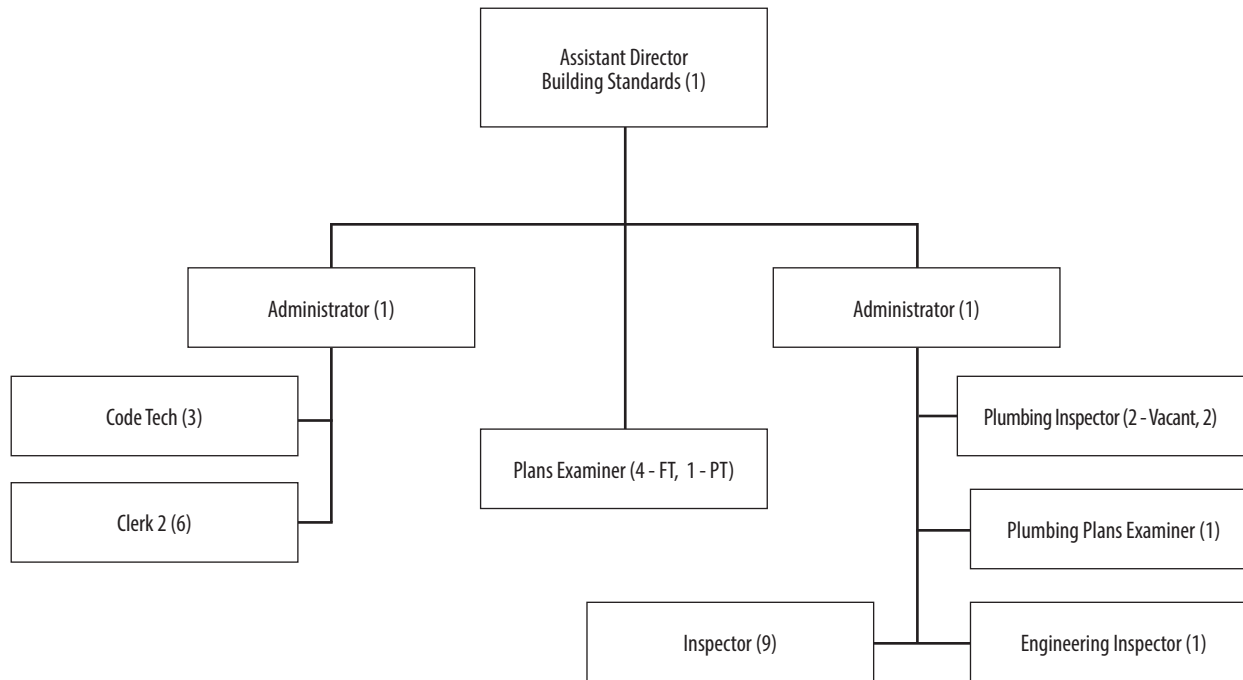 Assistant Director
Building Standards (1)
Administrator (1)
Administrator (1)
Code Tech (3)
Plumbing Inspector (2 - Vacant, 2)
Plans Examiner (4 - FT, 1 - PT)
Clerk 2 (6)
Plumbing Plans Examiner (1)
Inspector (9)
Engineering Inspector (1)